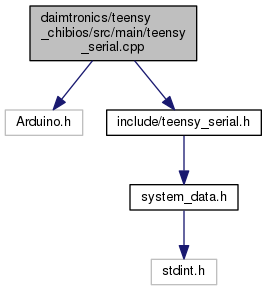 daimtronics/teensy
_chibios/src/main/teensy
_serial.cpp
Arduino.h
include/teensy_serial.h
system_data.h
stdint.h